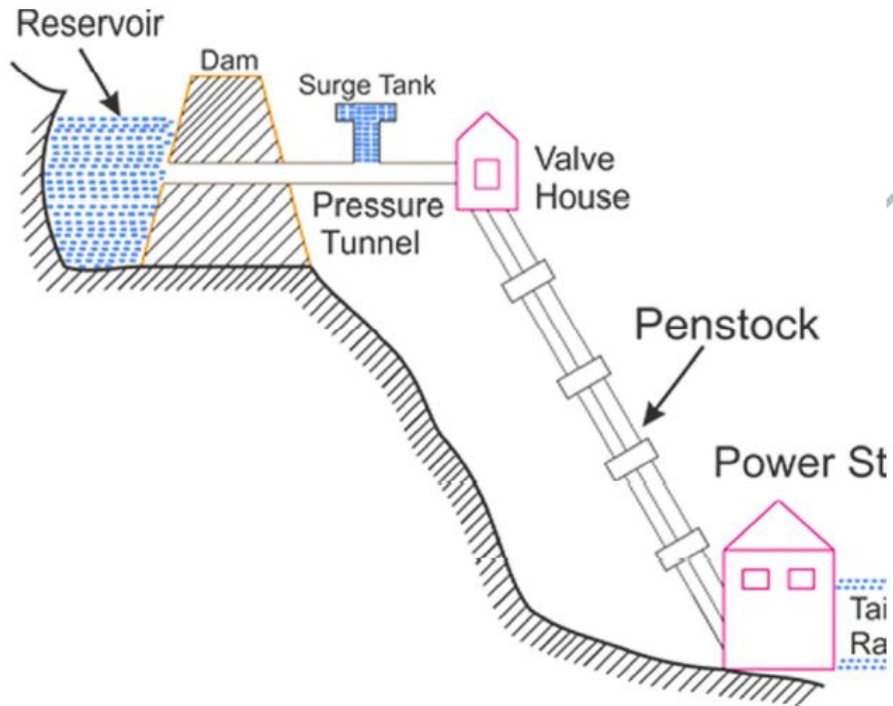 Reservoir
Dam
Surge Tank
Valve
House
Pressure
Tunnel
Penstock
Power St
Tai
Ra